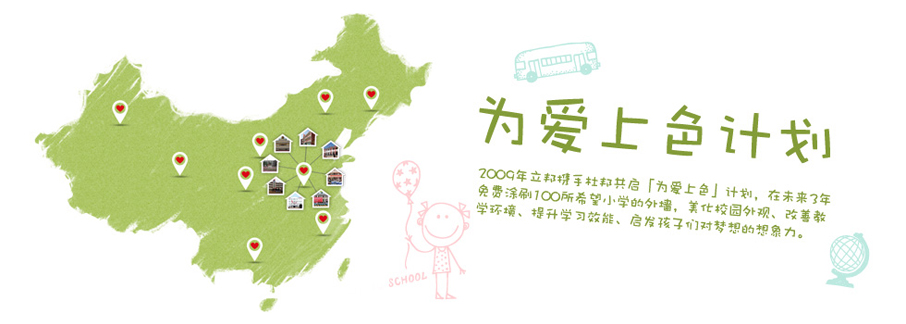 为爱上色计划
2009年立邦携手杜邦共启「为爱上色」计划，在未来3年
免费涂刷100所希望小学的外墙，美化校园外观、改善教
学环境、提升学习效能、启发孩子们对梦想的想象力。
SCHOOL